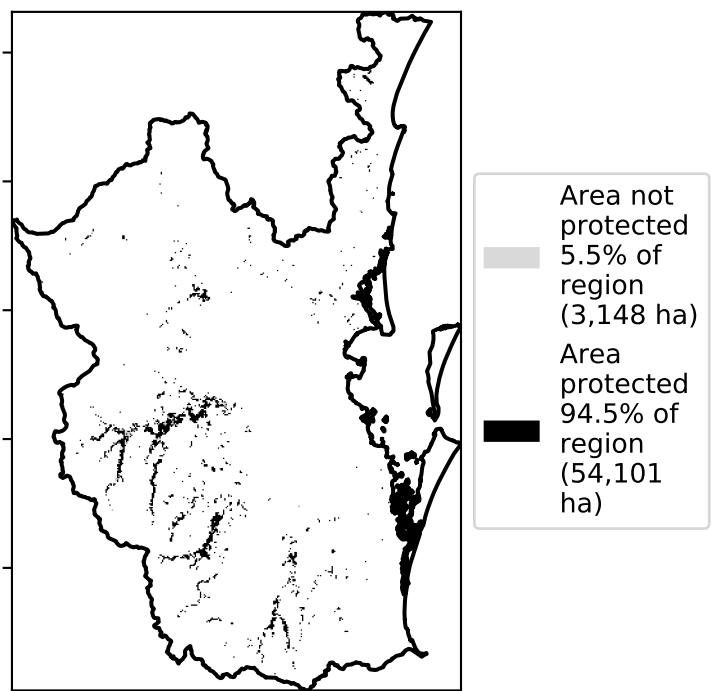 Area not
protected
5.5% of
region
(3,148 ha)
Area
protected
94.5% of
region
(54,101
ha)